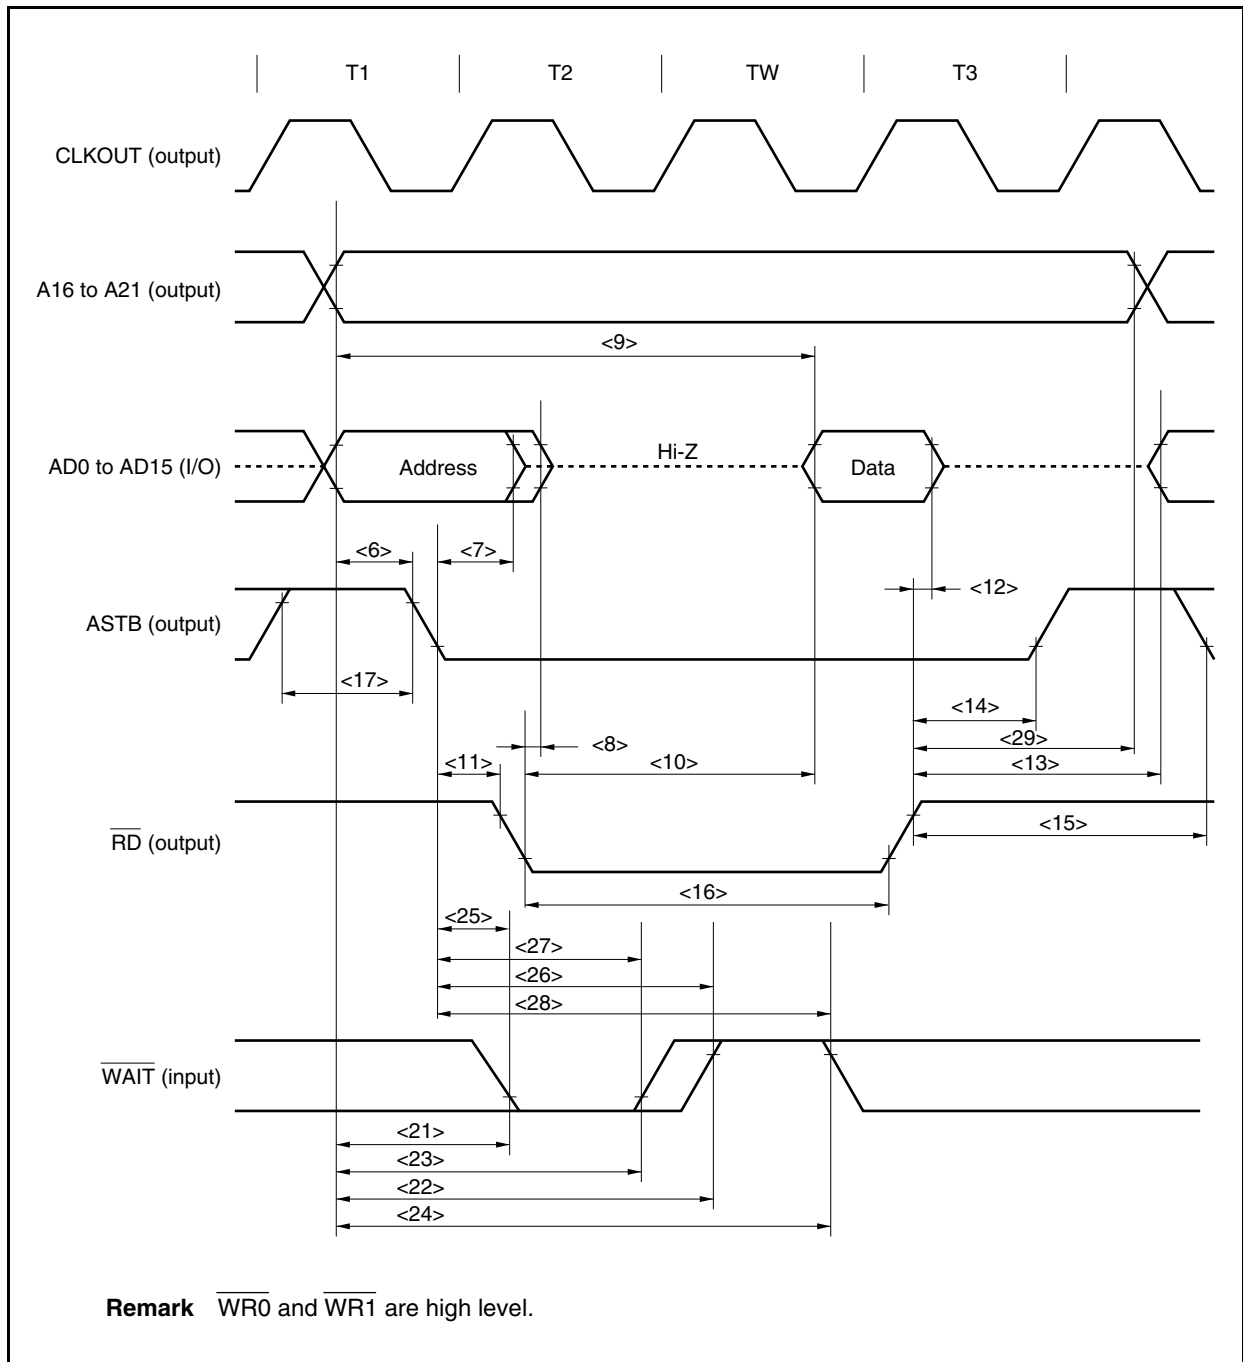 T1 T2 TW T3
CLKOUT (output)
A16 to A21 (output)
<9>
AD0 to AD15 (I/O)
Address
Hi-Z
Data
<6> <7>
<12>
ASTB (output)
<17>
<14>
<8>
<29>
<11>
<10>
<13>
RD (output)
<15>
<16>
<25>
<27>
<26>
<28>
WAIT (input)
<21>
<23>
<22>
<24>
Remark WR0 and WR1 are high level.